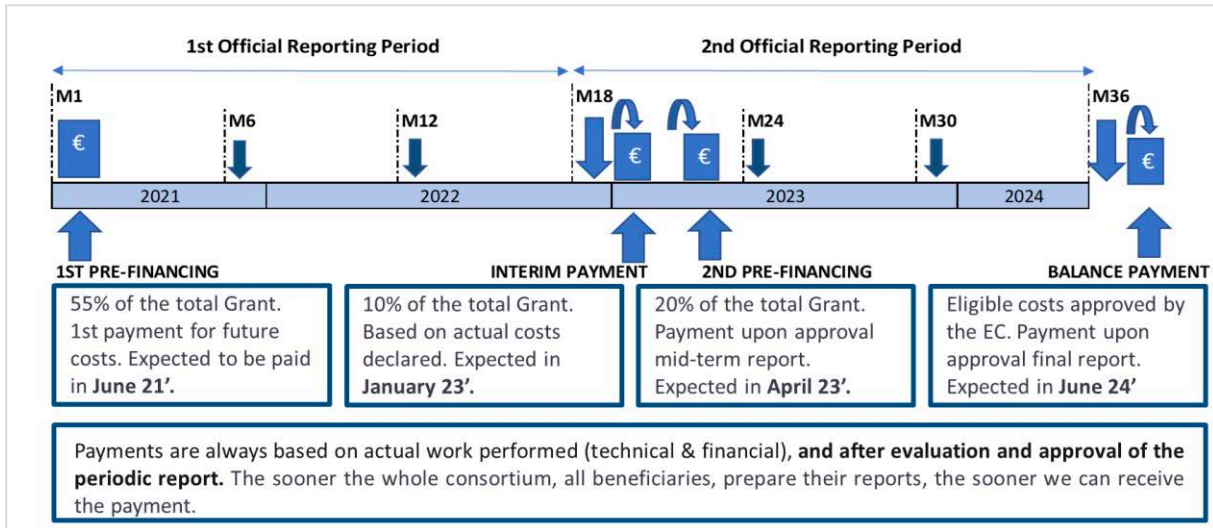 1st Official Reporting Period
2nd Official Reporting Period
M1
M6
M12
M18
M24
M30
M36
€
€
€
€
2021
2022
2023
2024
1ST PRE-FINANCING
INTERIM PAYMENT
2ND PRE-FINANCING
BALANCE PAYMENT
55% of the total Grant.
1st payment for future
costs. Expected to be paid
in June 21’.
10% of the total Grant.
Based on actual costs
declared. Expected in
January 23’.
20% of the total Grant.
Payment upon approval
mid-term report.
Expected in April 23’.
Eligible costs approved by
the EC. Payment upon
approval final report.
Expected in June 24’
Payments are always based on actual work performed (technical & financial), and after evaluation and approval of the
periodic report. The sooner the whole consortium, all beneficiaries, prepare their reports, the sooner we can receive
the payment.